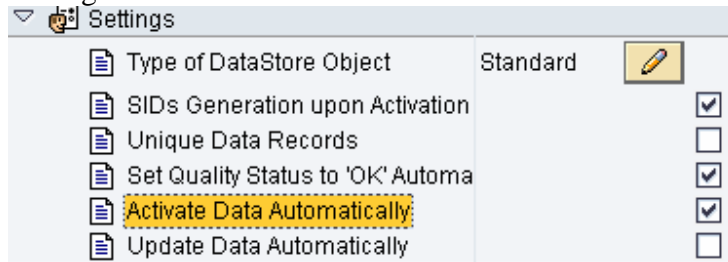 Settings
Type of DataStore Object Standard
SIDs Generation upon Activation
Unique Data Records
Set Quality Status to 'OK' Automa
Activate Data Automatically
Update Data Automatically